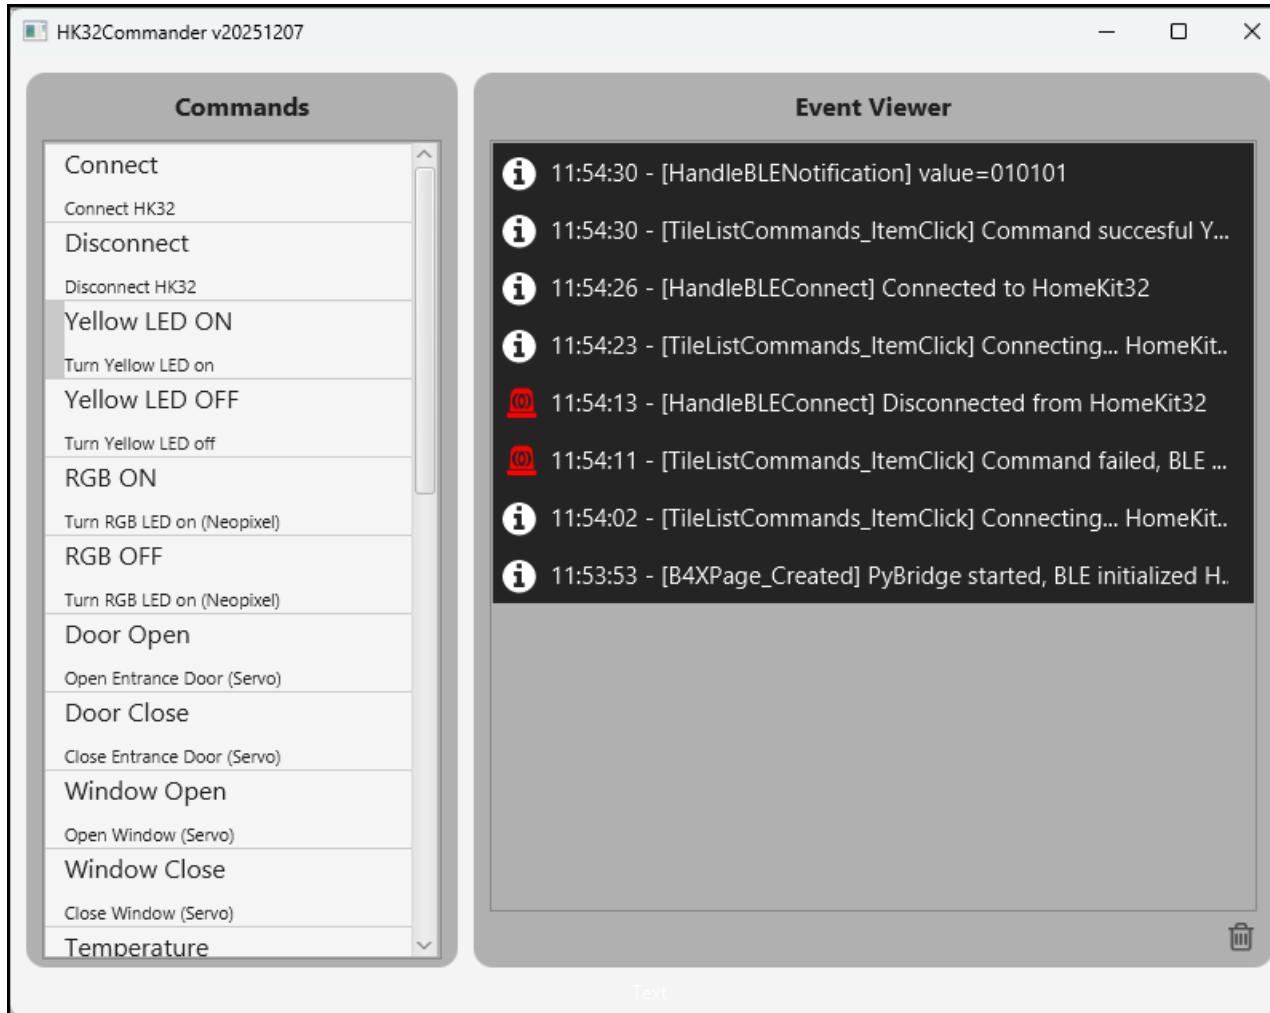 HK32Commander v20251207
Commands
Connect
Connect HK32
Disconnect
Disconnect HK32
Yellow LED ON
Turn Yellow LED on
Yellow LED OFF
Turn Yellow LED off
RGB ON
Turn RGB LED on (Neopixel)
RGB OFF
Turn RGB LED on (Neopixel)
Door Open
Open Entrance Door (Servo)
Door Close
Close Entrance Door (Servo)
Window Open
Open Window (Servo)
Window Close
Close Window (Servo)
Temperature
Event Viewer
11:54:30 - [HandleBLENotification] value=010101
11:54:30 - [TileListCommands_ItemClick] Command succesful Y...
11:54:26 - [HandleBLEConnect] Connected to HomeKit32
11:54:23 - [TileListCommands_ItemClick] Connecting... HomeKit..
11:54:13 - [HandleBLEConnect] Disconnected from HomeKit32
11:54:11 - [TileListCommands_ItemClick] Command failed, BLE ...
11:54:02 - [TileListCommands_ItemClick] Connecting... HomeKit..
11:53:53 - [B4XPage_Created] PyBridge started, BLE initialized H..
Text